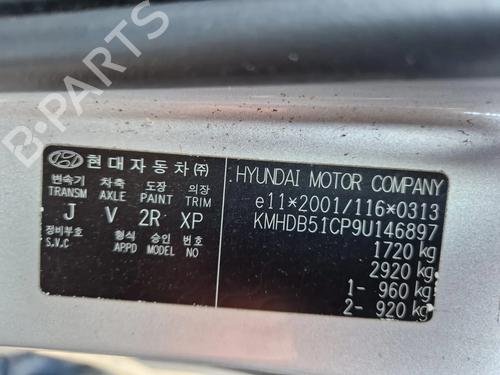 B-PARTS
현대자동차㈜
변속기 차축 도장 의장
TRANSM AXLE PAINT TRIM
J V 2R XP
정비부호 형식 승인 번호
S.V.C APPD MODEL NO
HYUNDAI MOTOR COMPANY
e11*2001/116*0313
KMHDB51CP9U146897
1720 kg
2920 kg
1- 960 kg
2- 920 kg